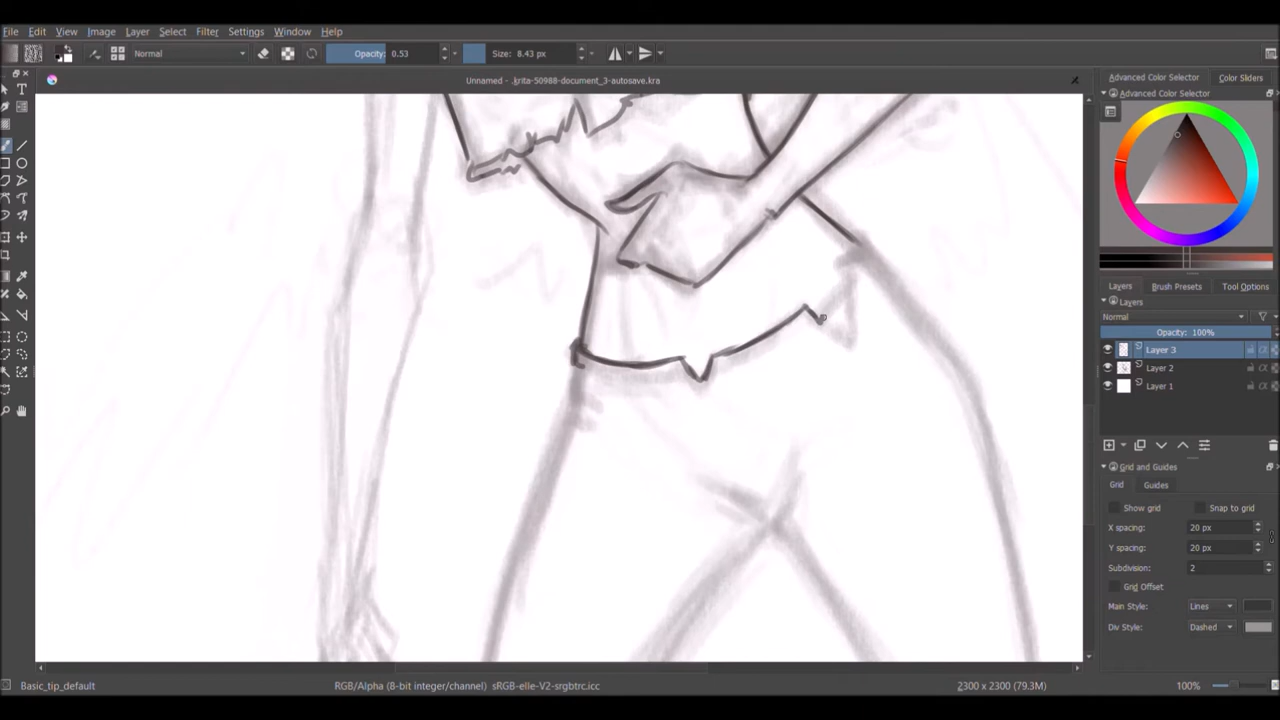 File Edit View Image Layer Select Filter Settings Window Help
Normal Opacity: 0.53 Size: 8.43 px
Unnamed - .krita-50988-document_3-autosave.kra
Advanced Color Selector Color Sliders
Advanced Color Selector
Layers Brush Presets Tool Options
Layers
Normal
Opacity: 100%
Layer 3
Layer 2
Layer 1
Grid and Guides
Grid Guides
Show grid Snap to grid
X spacing: 20 px
Y spacing: 20 px
Subdivision: 2
Grid Offset
Main Style: Lines
Div Style: Dashed
Basic_tip_default RGB/Alpha (8-bit integer/channel) sRGB-elle-V2-srgbtrc.icc 2300 x 2300 (79.3M) 100%